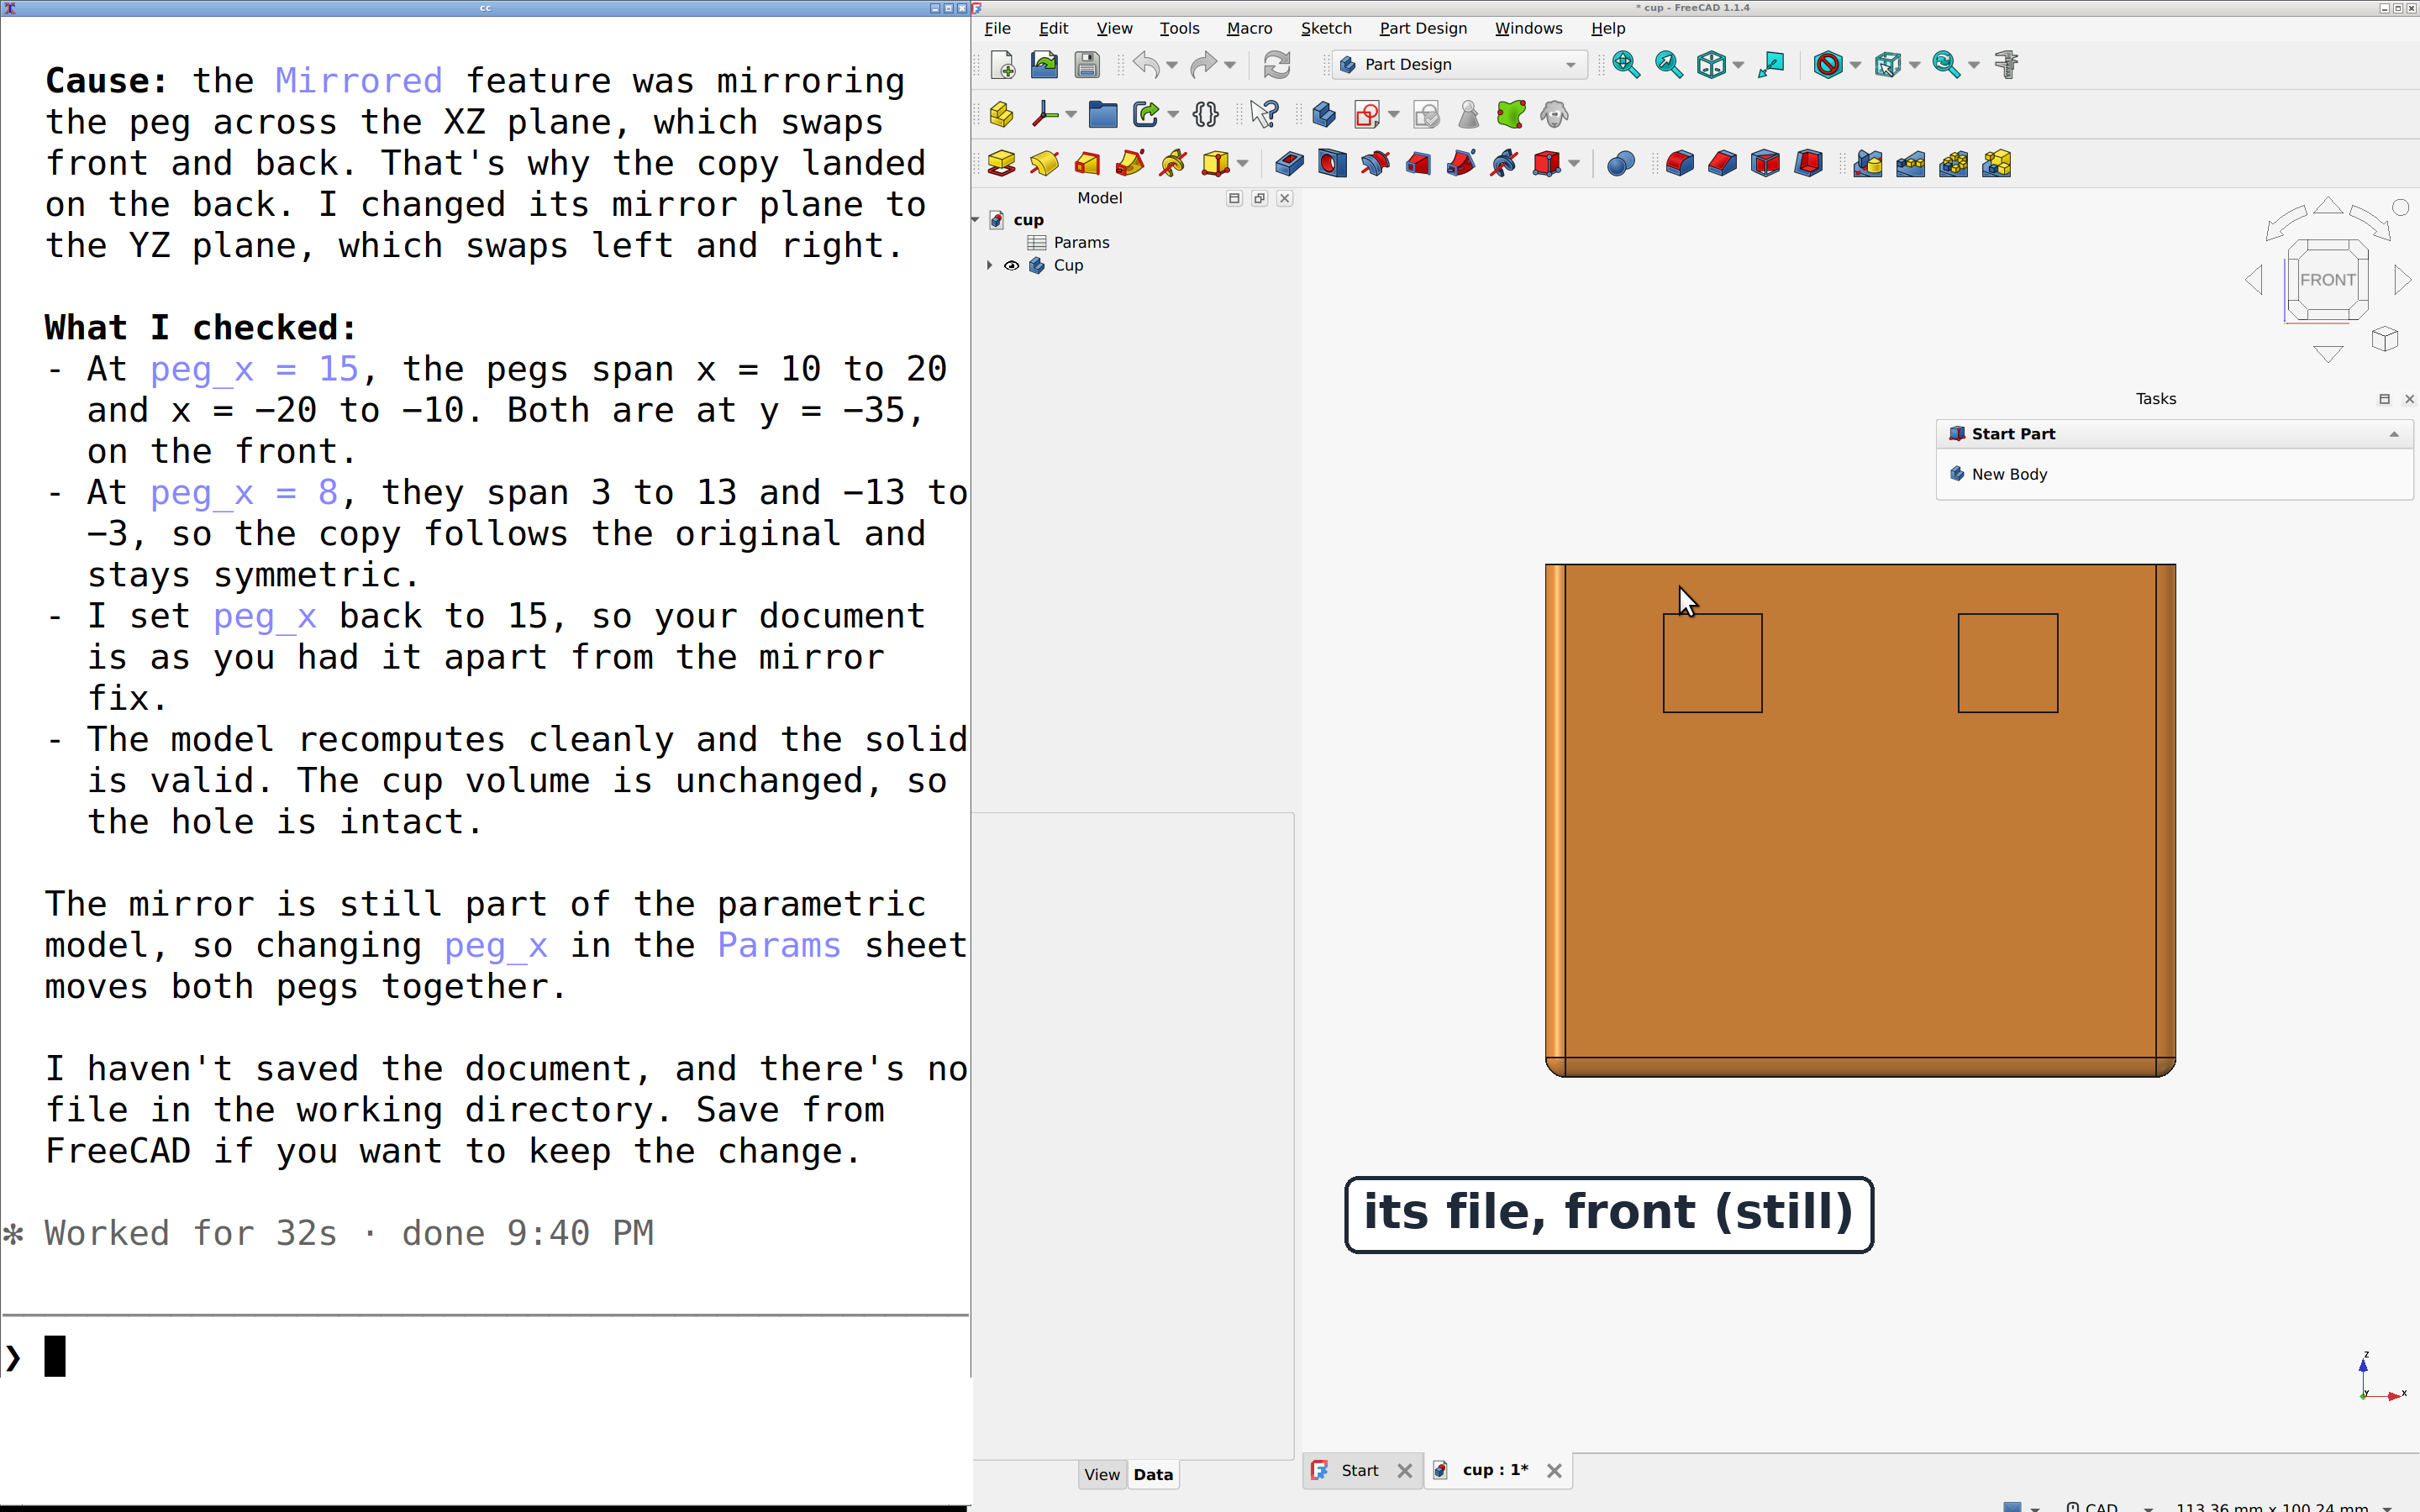 cc
Cause: the Mirrored feature was mirroring
the peg across the XZ plane, which swaps
front and back. That's why the copy landed
on the back. I changed its mirror plane to
the YZ plane, which swaps left and right.
What I checked:
- At peg_x = 15, the pegs span x = 10 to 20
and x = −20 to −10. Both are at y = −35,
on the front.
- At peg_x = 8, they span 3 to 13 and −13 to
−3, so the copy follows the original and
stays symmetric.
- I set peg_x back to 15, so your document
is as you had it apart from the mirror
fix.
- The model recomputes cleanly and the solid
is valid. The cup volume is unchanged, so
the hole is intact.
The mirror is still part of the parametric
model, so changing peg_x in the Params sheet
moves both pegs together.
I haven't saved the document, and there's no
file in the working directory. Save from
FreeCAD if you want to keep the change.
✻ Worked for 32s · done 9:40 PM
❯
* cup - FreeCAD 1.1.4
File Edit View Tools Macro Sketch Part Design Windows Help
Part Design
Model
cup
Params
Cup
FRONT
Tasks
Start Part
New Body
its file, front (still)
Z
Y
X
View Data
Start
cup : 1*
CAD
113.36 mm x 100.24 mm